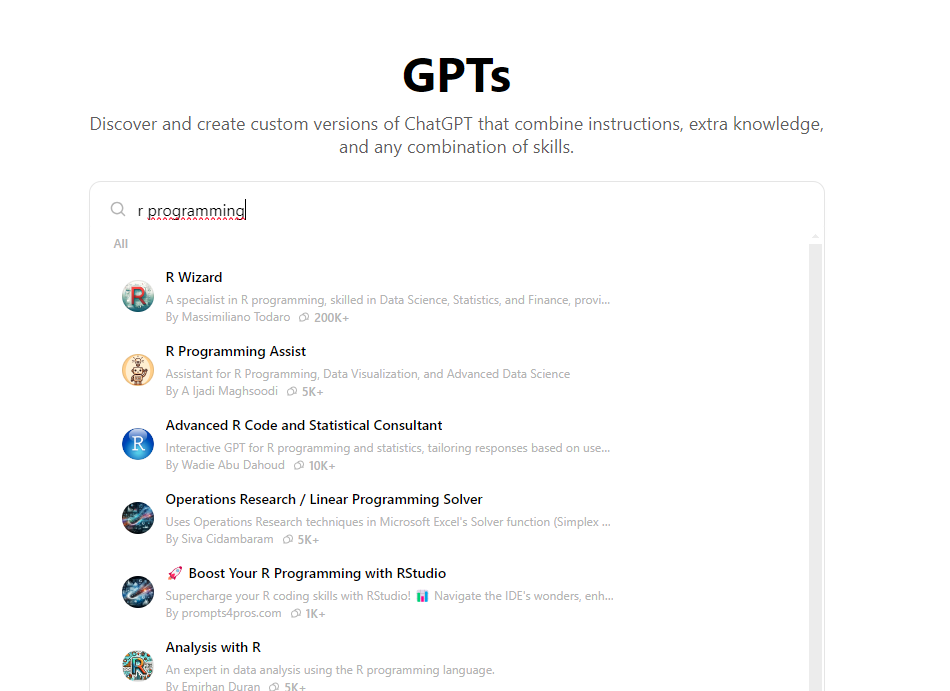 GPTs
Discover and create custom versions of ChatGPT that combine instructions, extra knowledge,
and any combination of skills.
r programming
All
R Wizard
A specialist in R programming, skilled in Data Science, Statistics, and Finance, provi...
By Massimiliano Todaro 200K+
R Programming Assist
Assistant for R Programming, Data Visualization, and Advanced Data Science
By A Ijadi Maghsoodi 5K+
Advanced R Code and Statistical Consultant
Interactive GPT for R programming and statistics, tailoring responses based on use...
By Wadie Abu Dahoud 10K+
Operations Research / Linear Programming Solver
Uses Operations Research techniques in Microsoft Excel's Solver function (Simplex ...
By Siva Cidambaram 5K+
🚀 Boost Your R Programming with RStudio
Supercharge your R coding skills with RStudio! 📊 Navigate the IDE's wonders, enh...
By prompts4pros.com 1K+
Analysis with R
An expert in data analysis using the R programming language.
By Emirhan Duran 5K+